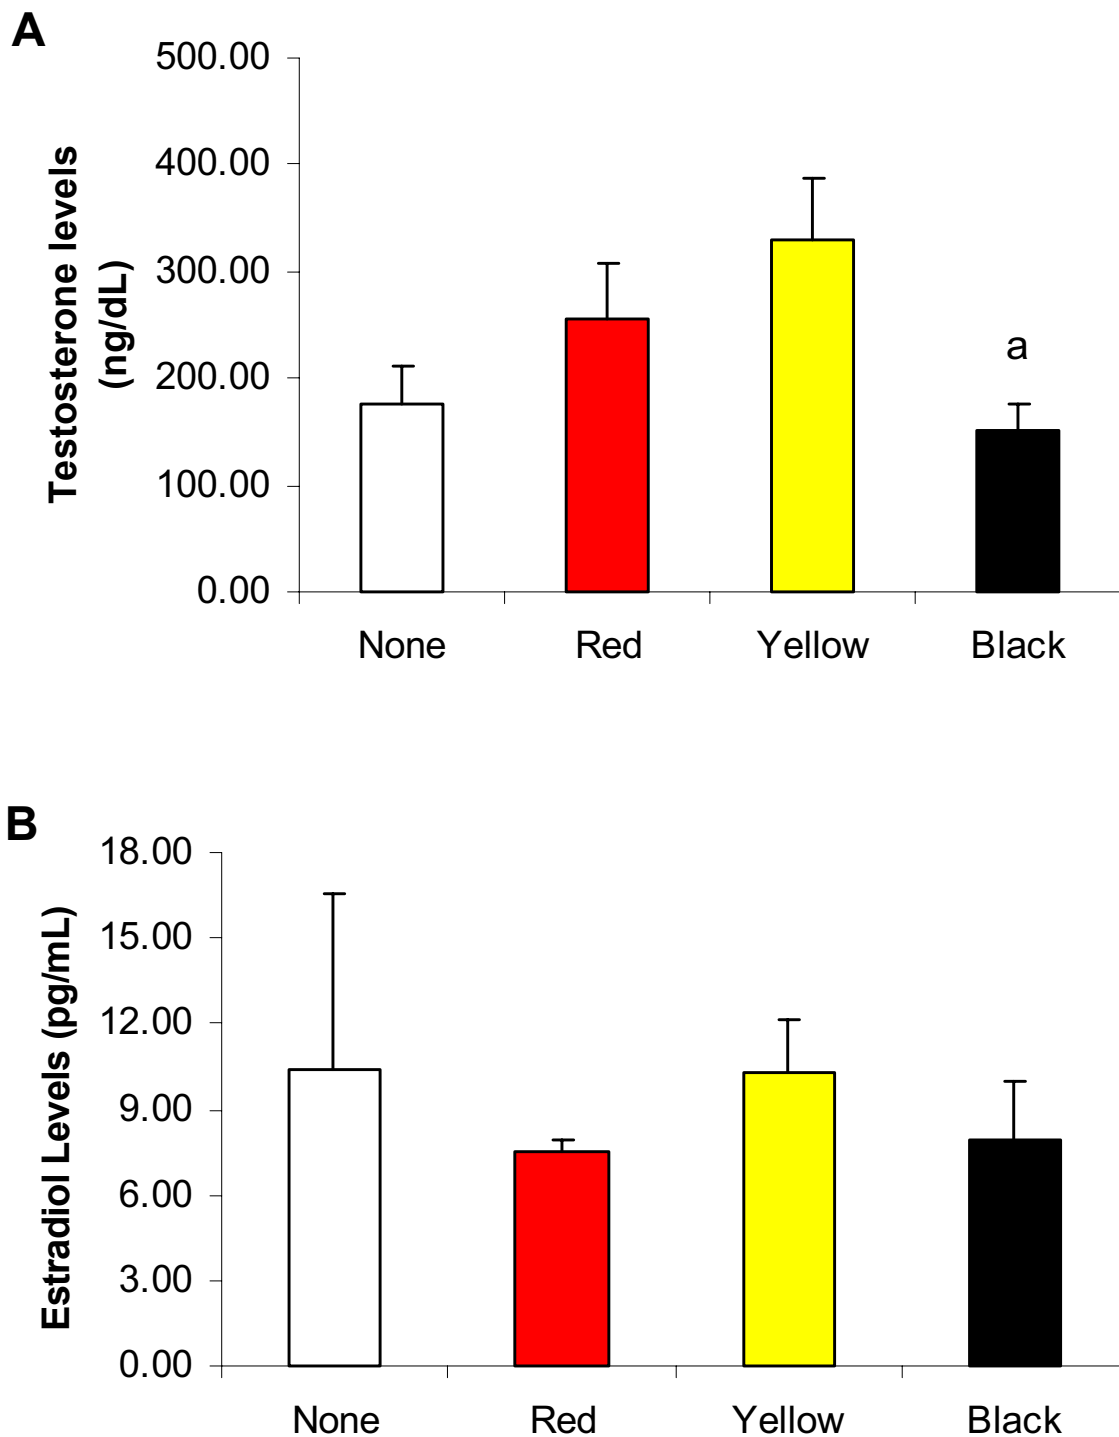 A
500.00
400.00
300.00
200.00
100.00
0.00
Testosterone levels
(ng/dL)
a
None Red Yellow Black
B
18.00
15.00
12.00
9.00
6.00
3.00
0.00
Estradiol Levels (pg/mL)
None Red Yellow Black